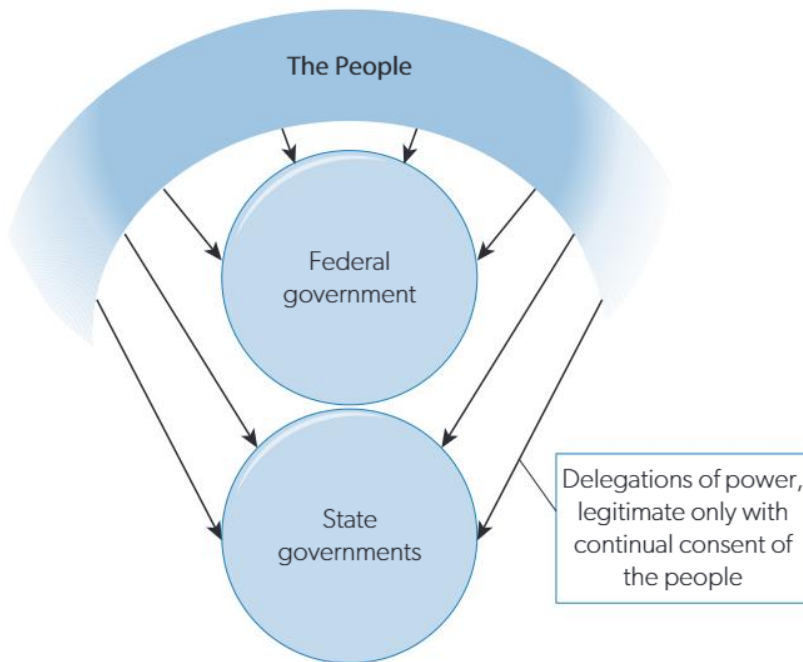 The People
Federal
government
State
governments
Delegations of power,
legitimate only with
continual consent of
the people